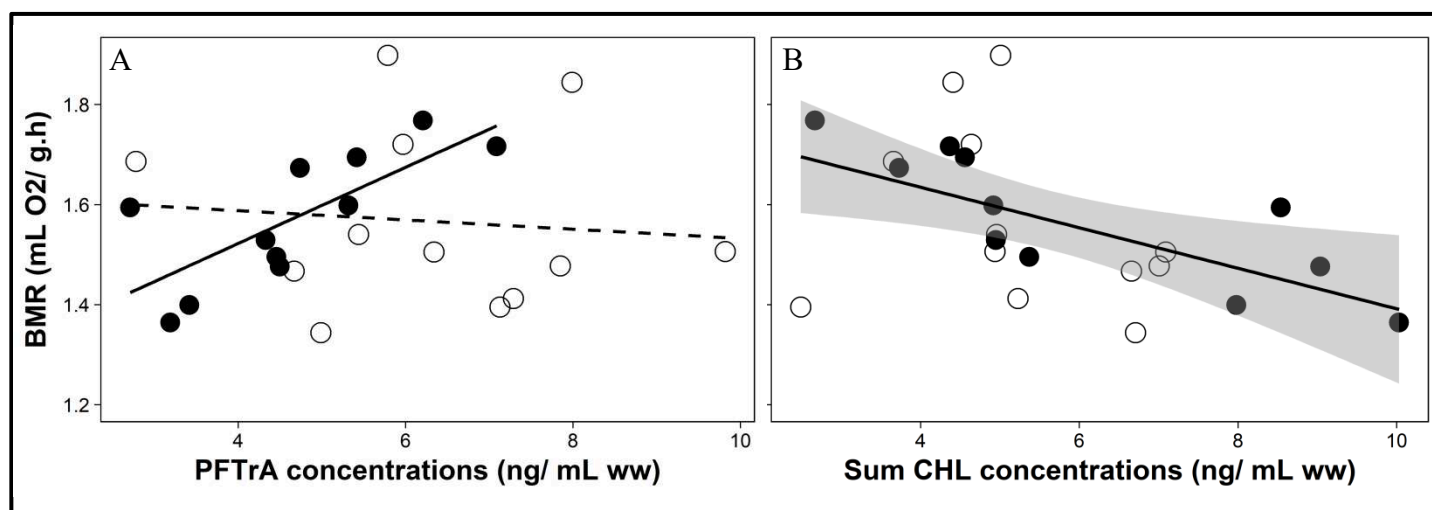 A
B
BMR (mL O2/ g.h)
1.8
1.6
1.4
1.2
4 6 8 10
4 6 8 10
PFTrA concentrations (ng/ mL ww)
Sum CHL concentrations (ng/ mL ww)